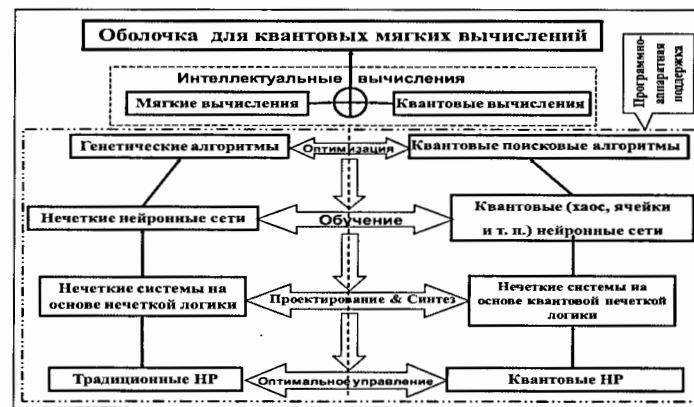 Оболочка для квантовых мягких вычислений
Программно-
аппаратная
поддержка
Интеллектуальные вычисления
Мягкие вычисления
Квантовые вычисления
Генетические алгоритмы
Оптимизация
Квантовые поисковые алгоритмы
Нечеткие нейронные сети
Обучение
Квантовые (хаос, ячейки
и т. п.) нейронные сети
Нечеткие системы на
основе нечеткой логики
Проектирование & Синтез
Нечеткие системы на
основе квантовой нечеткой
логики
Традиционные НР
Оптимальное управление
Квантовые НР